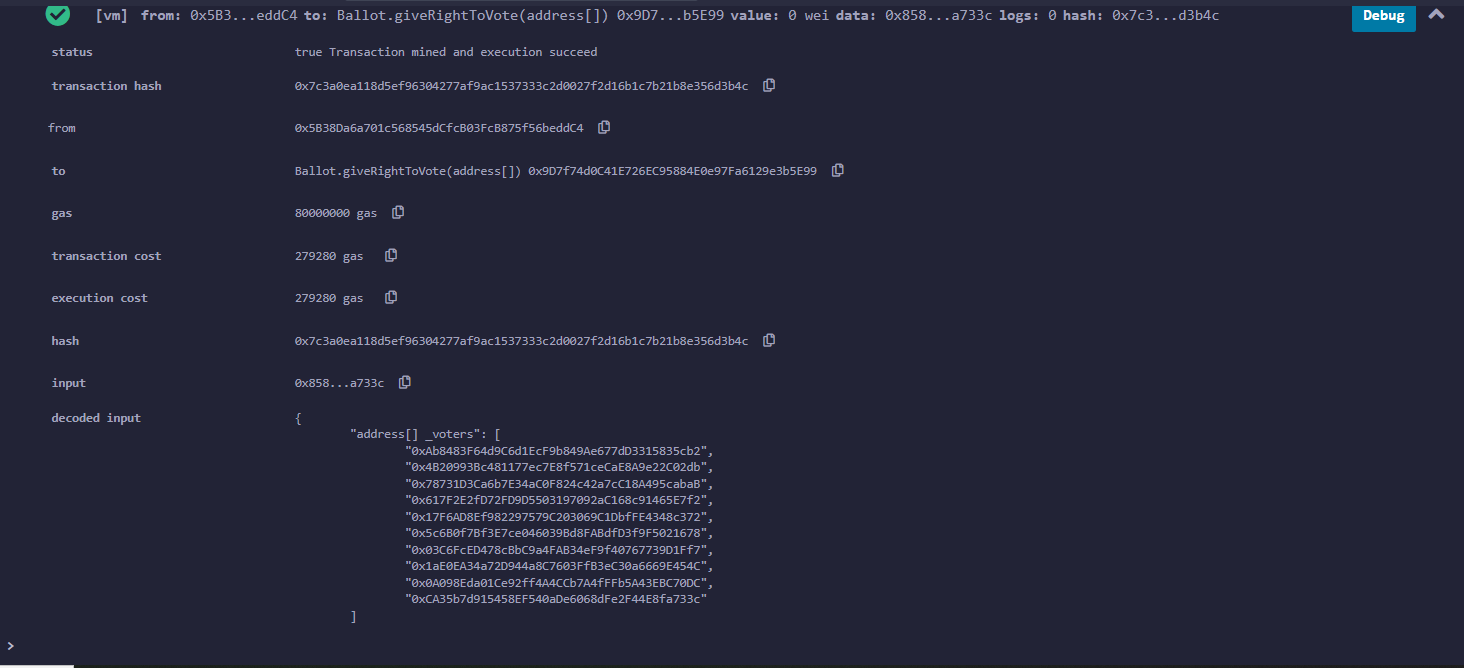 [vm] from: 0x5B3...eddC4 to: Ballot.giveRightToVote(address[]) 0x9D7...b5E99 value: 0 wei data: 0x858...a733c logs: 0 hash: 0x7c3...d3b4c Debug
status true Transaction mined and execution succeed
transaction hash 0x7c3a0ea118d5ef96304277af9ac1537333c2d0027f2d16b1c7b21b8e356d3b4c
from 0x5B38Da6a701c568545dCfcB03FcB875f56beddC4
to Ballot.giveRightToVote(address[]) 0x9D7f74d0C41E726EC95884E0e97Fa6129e3b5E99
gas 80000000 gas
transaction cost 279280 gas
execution cost 279280 gas
hash 0x7c3a0ea118d5ef96304277af9ac1537333c2d0027f2d16b1c7b21b8e356d3b4c
input 0x858...a733c
decoded input {
"address[] _voters": [
"0xAb8483F64d9C6d1EcF9b849Ae677dD3315835cb2",
"0x4B20993Bc481177ec7E8f571ceCaE8A9e22C02db",
"0x78731D3Ca6b7E34aC0F824c42a7cC18A495cabaB",
"0x617F2E2fD72FD9D5503197092aC168c91465E7f2",
"0x17F6AD8Ef982297579C203069C1DbfFE4348c372",
"0x5c6B0f7Bf3E7ce046039Bd8FABdfD3f9F5021678",
"0x03C6FcED478cBbC9a4FAB34eF9f40767739D1Ff7",
"0x1aE0EA34a72D944a8C7603FfB3eC30a6669E454C",
"0x0A098Eda01Ce92ff4A4CCb7A4fFFb5A43EBC70DC",
"0xCA35b7d915458EF540aDe6068dFe2F44E8fa733c"
]
>